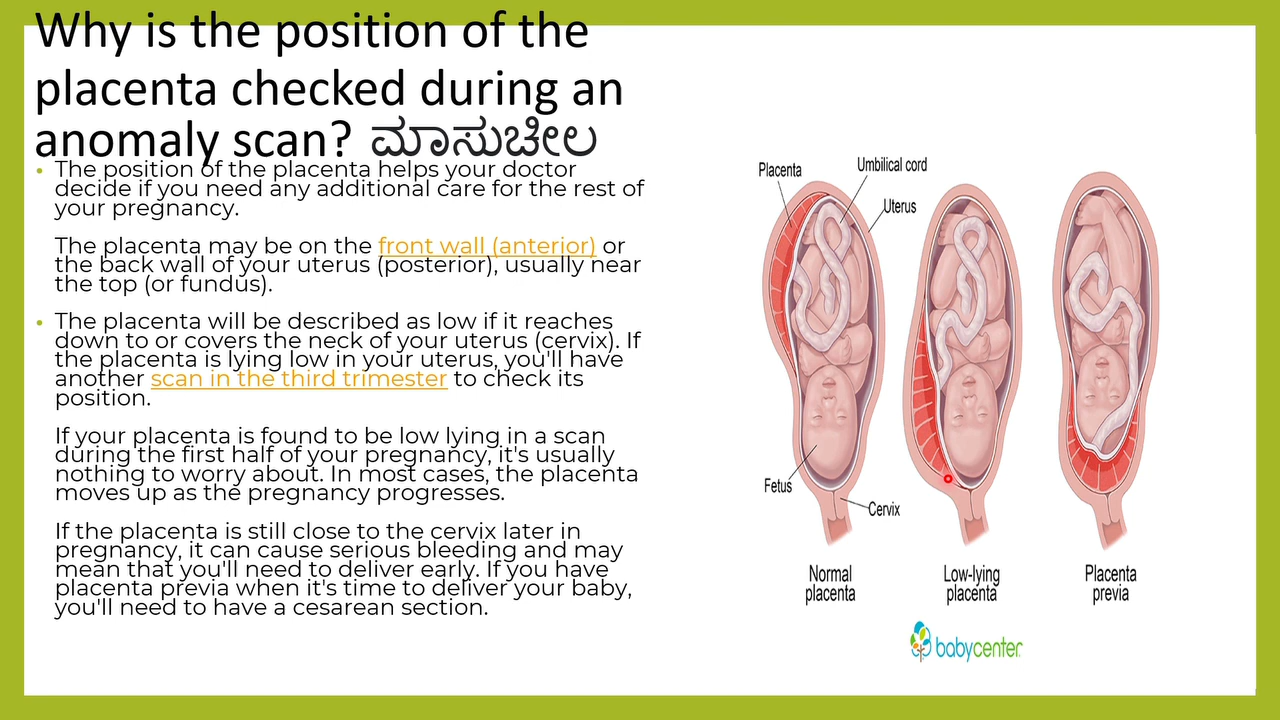 Why is the position of the
placenta checked during an
anomaly scan? ಮಾಸುಚೀಲ
• The position of the placenta helps your doctor
decide if you need any additional care for the rest of
your pregnancy.
The placenta may be on the front wall (anterior) or
the back wall of your uterus (posterior), usually near
the top (or fundus).
• The placenta will be described as low if it reaches
down to or covers the neck of your uterus (cervix). If
the placenta is lying low in your uterus, you'll have
another scan in the third trimester to check its
position.
If your placenta is found to be low lying in a scan
during the first half of your pregnancy, it's usually
nothing to worry about. In most cases, the placenta
moves up as the pregnancy progresses.
If the placenta is still close to the cervix later in
pregnancy, it can cause serious bleeding and may
mean that you'll need to deliver early. If you have
placenta previa when it's time to deliver your baby,
you'll need to have a cesarean section.
Placenta
Umbilical cord
Uterus
Fetus
Cervix
Normal
placenta
Low-lying
placenta
Placenta
previa
babycenter